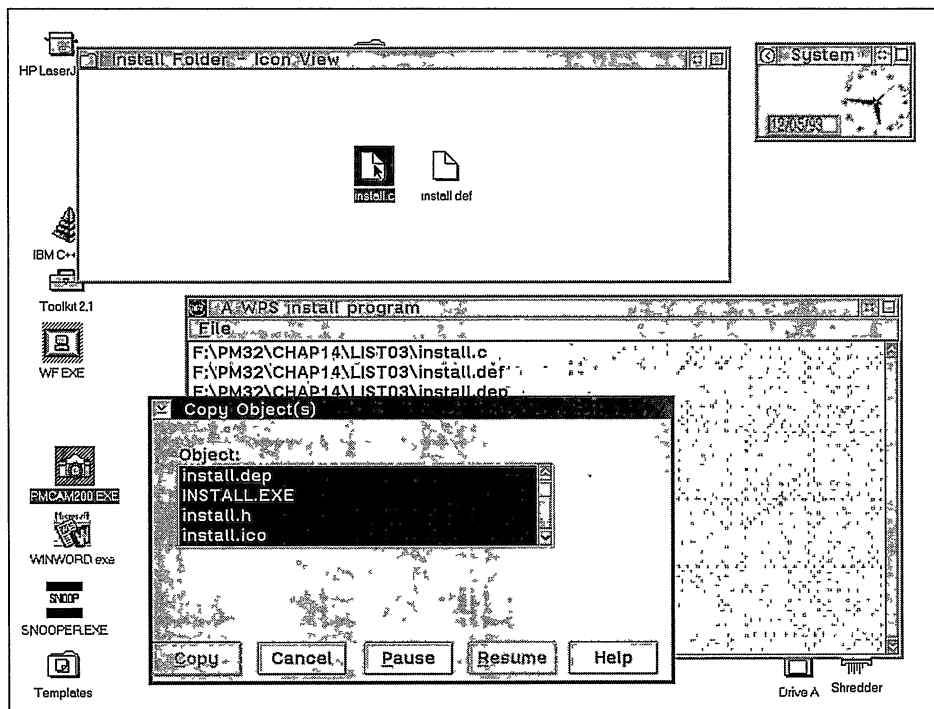 HP LaserJ
Install Folder - Icon View
System
12/05/93
install.c
install def
IBM C++
Toolkit 2.1
A WPS install program
File
WF EXE
F:\PM32\CHAP14\LIST03\install.c
F:\PM32\CHAP14\LIST03\install.def
F:\PM32\CHAP14\LIST03\install.dep
Copy Object(s)
Object:
install.dep
INSTALL.EXE
install.h
install.ico
PMCAM200 EXE
Microsoft
WINWORD exe
SNOOP
SNOOPER.EXE
Copy
Cancel
Pause
Resume
Help
Templates
Drive A
Shredder